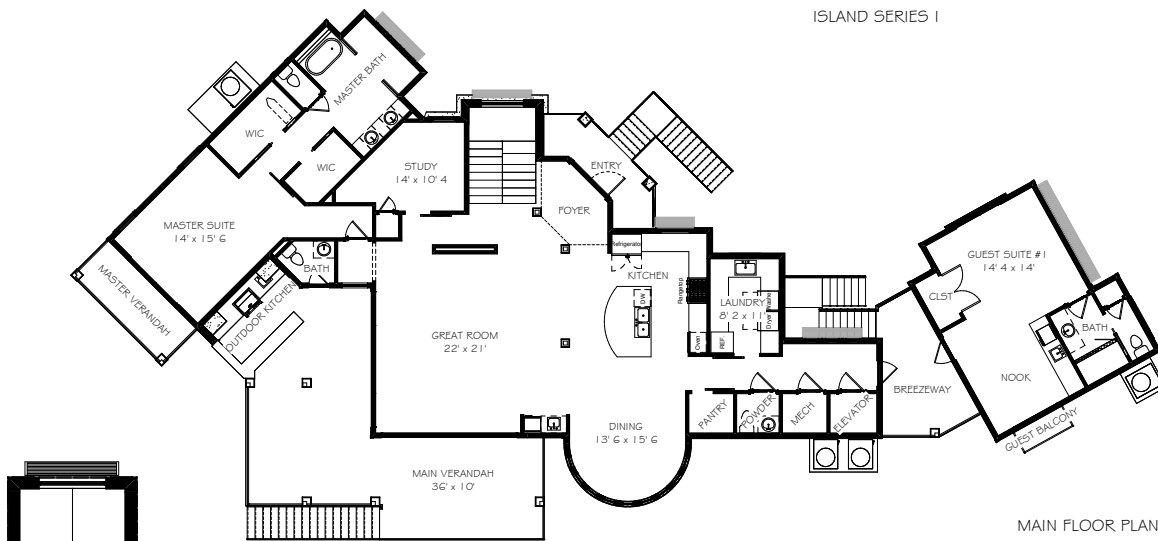 ISLAND SERIES I
MASTER BATH
WIC
WIC
STUDY
14' x 10' 4
ENTRY
FOYER
MASTER SUITE
14' x 15' 6
MASTER VERANDAH
BATH
OUTDOOR KITCHEN
GREAT ROOM
22' x 21'
Refrigerator
KITCHEN
Rangetop
DW
Oven
LAUNDRY
8' 2 x 11'
Washer
Dryer
REF.
GUEST SUITE #1
14' 4 x 14'
CLST
BATH
NOOK
BREEZEWAY
GUEST BALCONY
PANTRY
POWDER
MECH
ELEVATOR
DINING
13' 6 x 15' 6
MAIN VERANDAH
36' x 10'
MAIN FLOOR PLAN